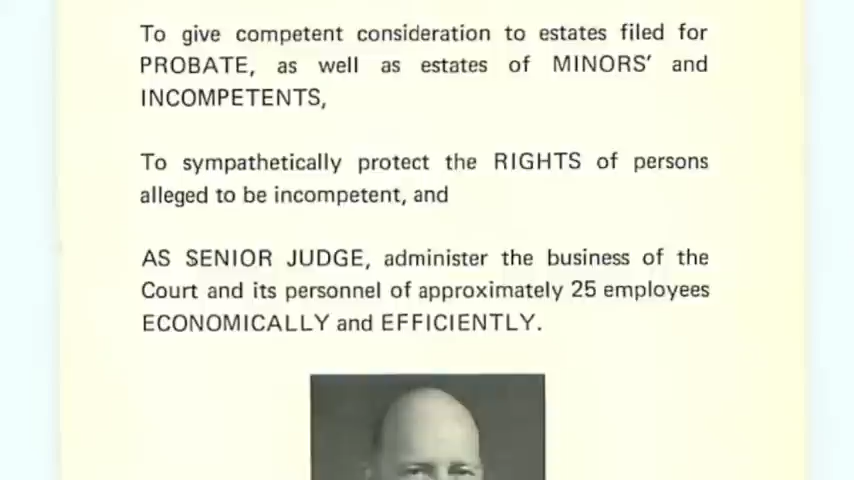 To give competent consideration to estates filed for
PROBATE, as well as estates of MINORS' and
INCOMPETENTS,
To sympathetically protect the RIGHTS of persons
alleged to be incompetent, and
AS SENIOR JUDGE, administer the business of the
Court and its personnel of approximately 25 employees
ECONOMICALLY and EFFICIENTLY.